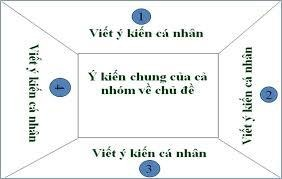 1
Viết ý kiến cá nhân
Viết ý kiến
cá nhân
4
Ý kiến chung của cả
nhóm về chủ đề
2
Viết ý kiến cá nhân
Viết ý kiến cá nhân
3